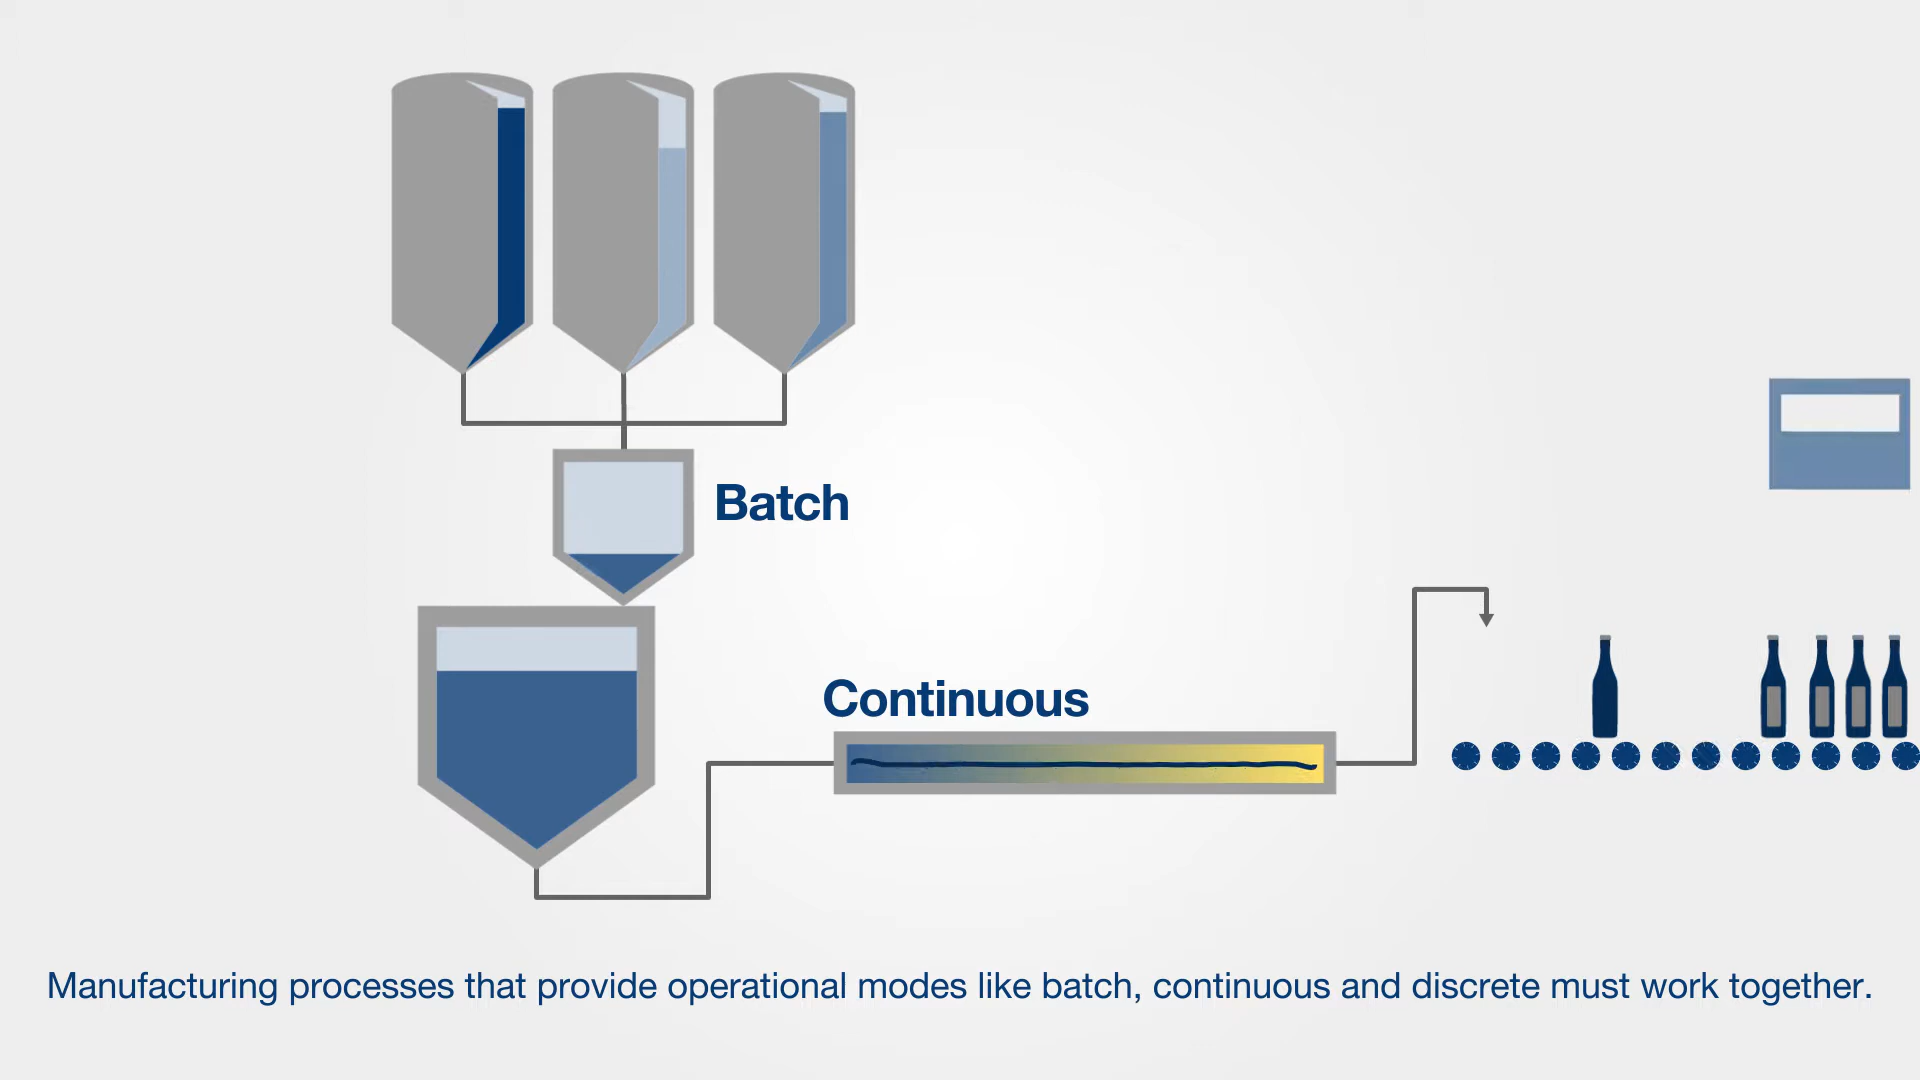 Batch
Continuous
Manufacturing processes that provide operational modes like batch, continuous and discrete must work together.